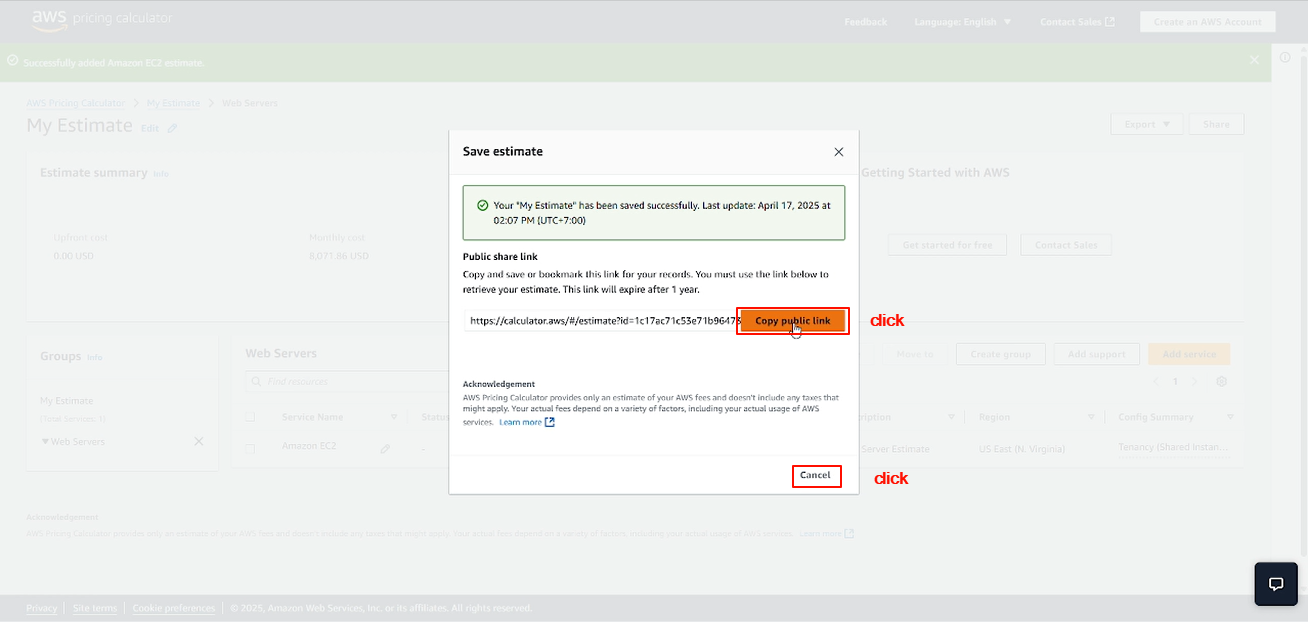 aws pricing calculator
Feedback
Language: English
Contact Sales
Create an AWS Account
Successfully added Amazon EC2 estimate.
AWS Pricing Calculator > My Estimate > Web Servers
My Estimate Edit
Export
Share
Estimate summary Info
Upfront cost
0.00 USD
Monthly cost
8,071.86 USD
Getting Started with AWS
Get started for free
Contact Sales
Save estimate
Your "My Estimate" has been saved successfully. Last update: April 17, 2025 at
02:07 PM (UTC+7:00)
Public share link
Copy and save or bookmark this link for your records. You must use the link below to
retrieve your estimate. This link will expire after 1 year.
https://calculator.aws/#/estimate?id=1c17ac71c53e71b96473
Copy public link
click
Acknowledgement
AWS Pricing Calculator provides only an estimate of your AWS fees and doesn't include any taxes that
might apply. Your actual fees depend on a variety of factors, including your actual usage of AWS
services. Learn more
Cancel
click
Groups Info
My Estimate
Web Servers
Web Servers
Find resources
Move to
Create group
Add support
Add service
1
Service Name
Status
Region
Config Summary
Amazon EC2
-
Server Estimate
US East (N. Virginia)
Tenancy (Shared Instan...
Acknowledgement
AWS Pricing Calculator provides only an estimate of your AWS fees and doesn't include any taxes that might apply. Your actual fees depend on a variety of factors, including your actual usage of AWS services. Learn more
Privacy | Site terms | Cookie preferences | © 2025, Amazon Web Services, Inc. or its affiliates. All rights reserved.